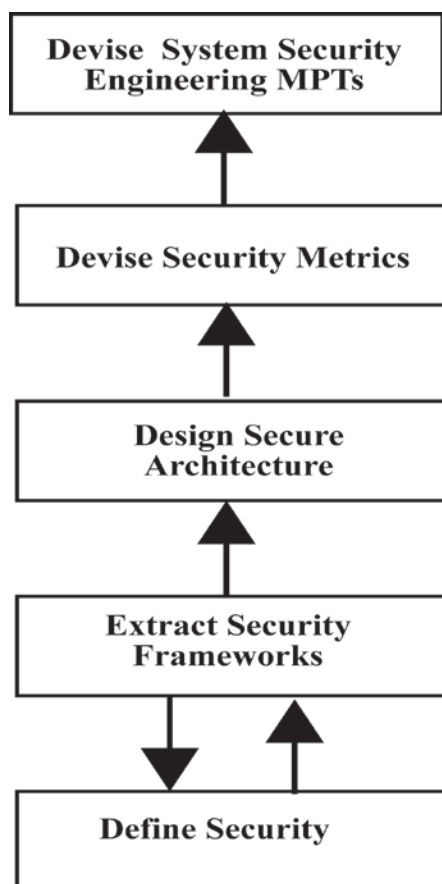 Devise System Security
Engineering MPTs
Devise Security Metrics
Design Secure
Architecture
Extract Security
Frameworks
Define Security